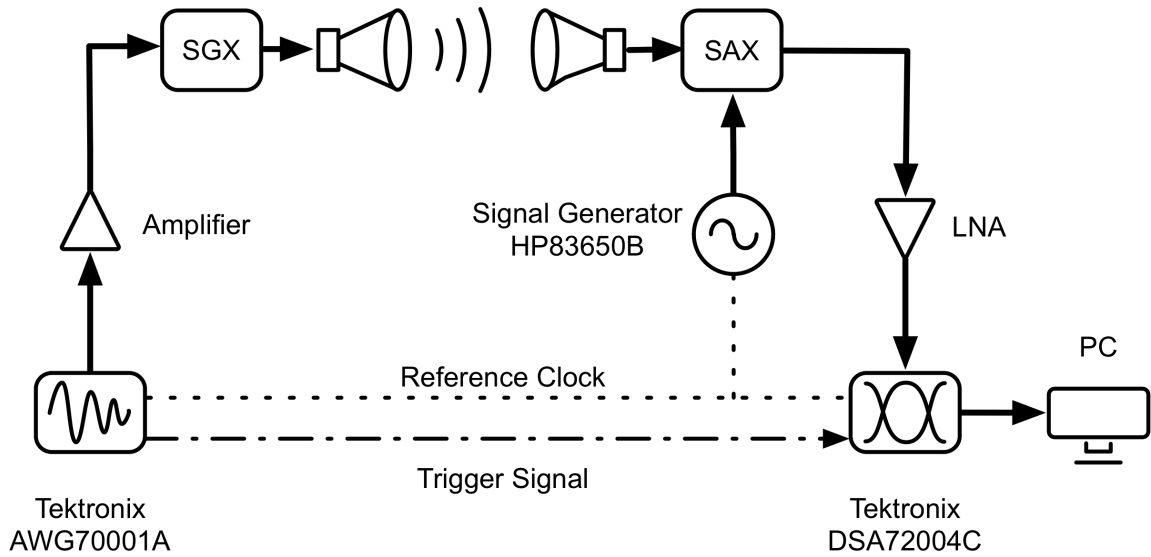 SGX
SAX
Amplifier
Signal Generator
HP83650B
LNA
PC
Reference Clock
Trigger Signal
Tektronix
AWG70001A
Tektronix
DSA72004C